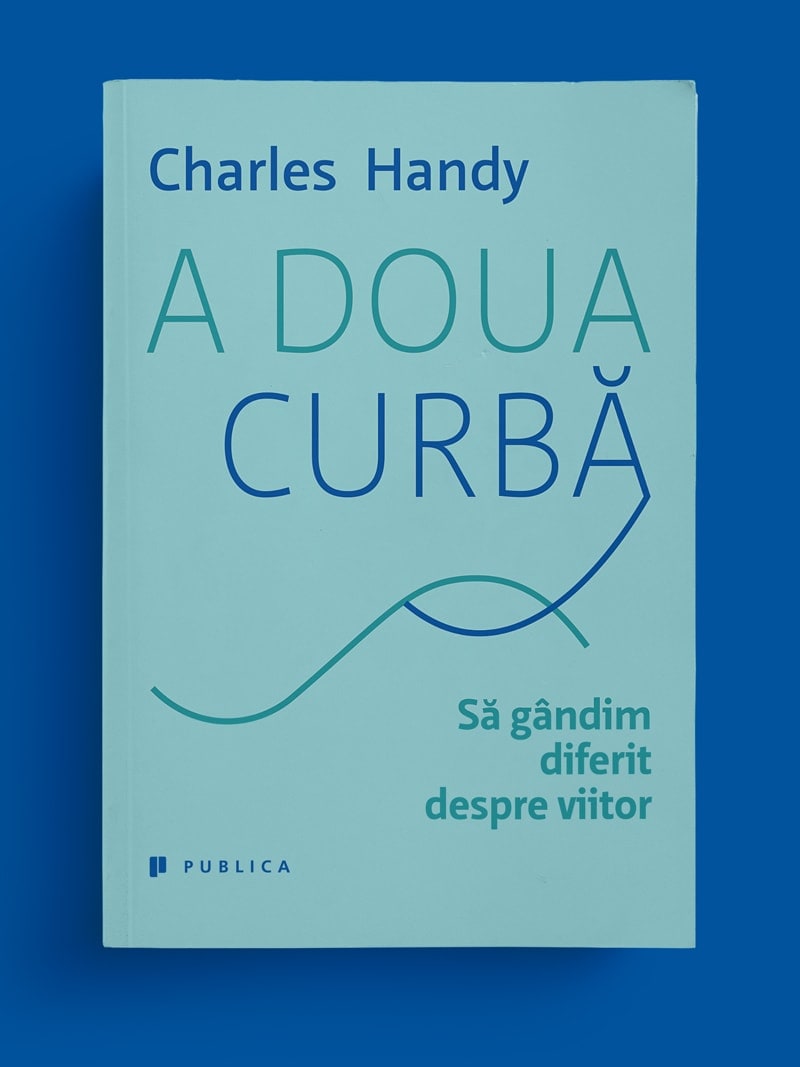 Charles Handy
A DOUA
CURBĂ
Să gândim
diferit
despre viitor
PUBLICA